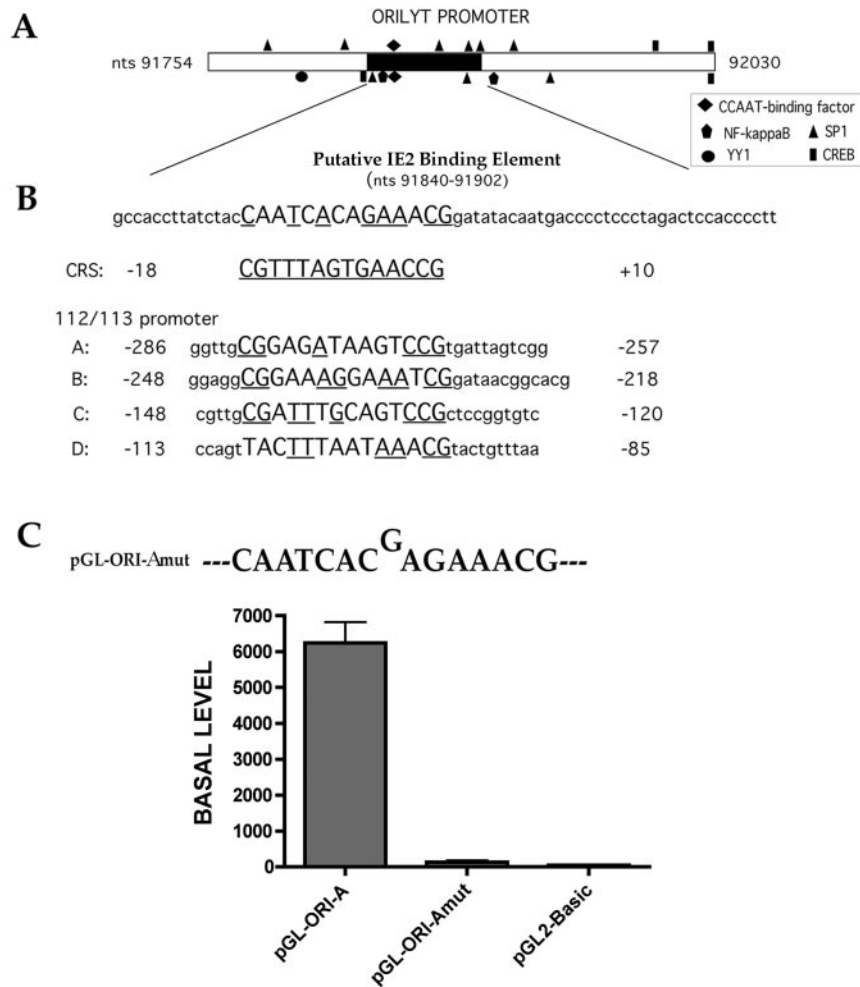 A
ORILYT PROMOTER
nts 91754
92030
CCAAT-binding factor
NF-kappaB
SP1
YY1
CREB
Putative IE2 Binding Element
(nts 91840-91902)
B
gccaccttatctacCAATCACAGAAACGgatatacaatgacccctccctagactccacccctt
CRS: -18 CGTTTAGTGAACCG +10
112/113 promoter
A: -286 ggttgCGGAGATAAGTCCGtgattagtcgg -257
B: -248 ggaggCGGAAAGGAAATCGgataacggcacg -218
C: -148 cgttgCGATTTGCAGTCCGctccggtgtc -120
D: -113 ccagtTACTTTAATAAACGtactgtttaa -85
C
pGL-ORI-Amut ---CAATCACGAGAAACG---
BASAL LEVEL
7000
6000
5000
4000
3000
2000
1000
0
pGL-ORI-A
pGL-ORI-Amut
pGL2-Basic